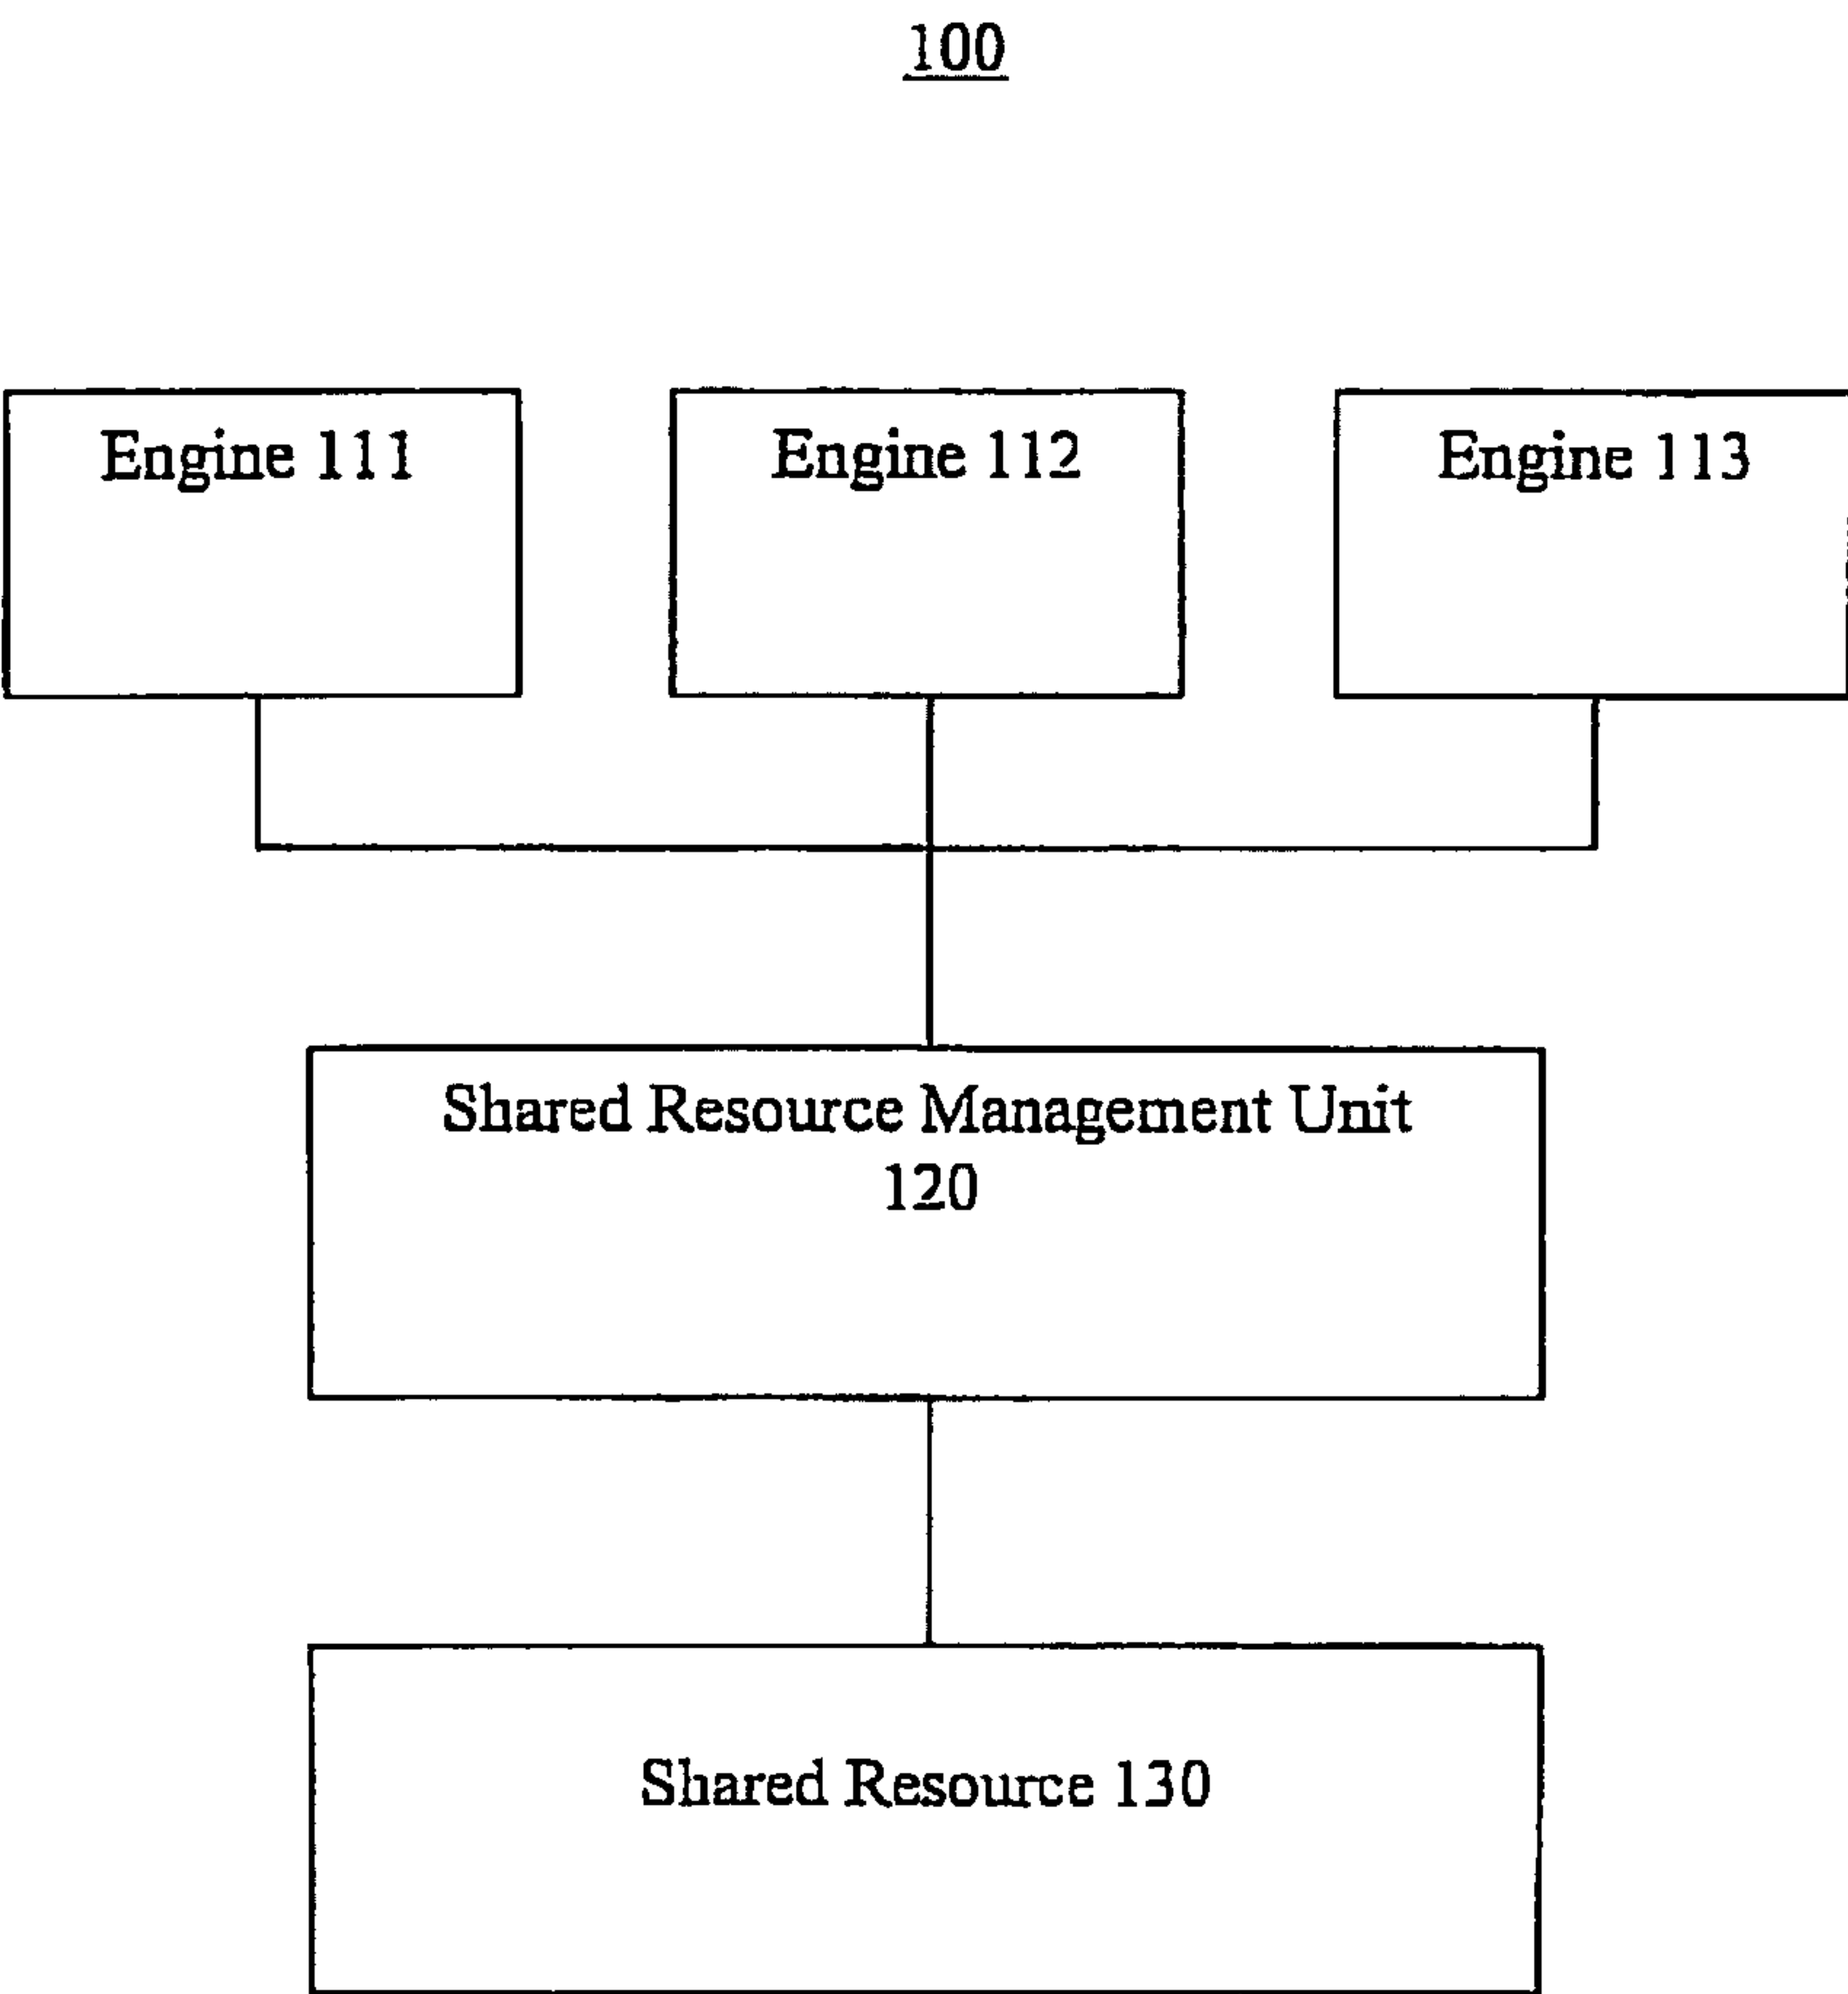 100
Engine 111
Engine 112
Engine 113
Shared Resource Management Unit
120
Shared Resource 130